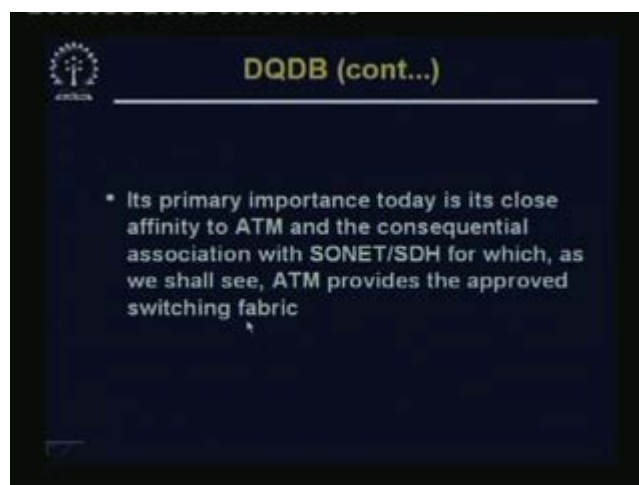 DQDB (cont...)
• Its primary importance today is its close
affinity to ATM and the consequential
association with SONET/SDH for which, as
we shall see, ATM provides the approved
switching fabric